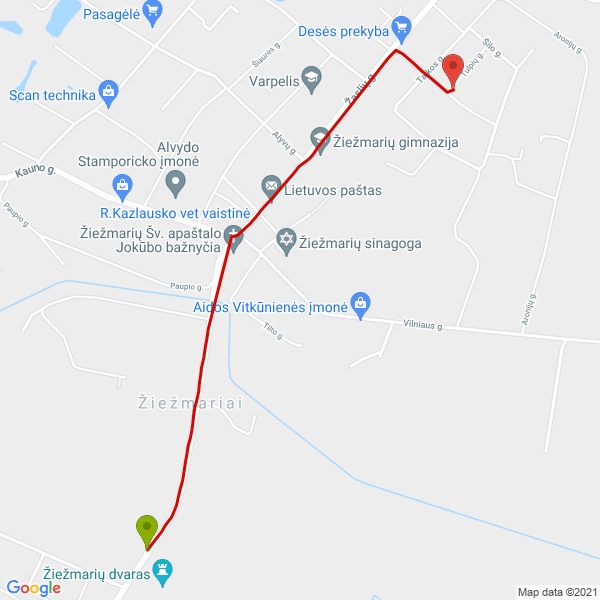 Pasagėlė
Desės prekyba
Šiaurės g.
Aronijų g.
Šilo g.
Tulpių g.
Taikos g.
Varpelis
Žaslių g.
Scan technika
Alyvų g.
Žiežmarių gimnazija
Alvydo
Stamporicko įmonė
Kauno g.
Lietuvos paštas
Paupio g.
R.Kazlausko vet vaistinė
Žiežmarių Šv. apaštalo
Jokūbo bažnyčia
Žiežmarių sinagoga
Paupio g.
Aidos Vitkūnienės įmonė
Aronijų g.
Vilniaus g.
Tilto g.
Žiežmariai
Žiežmarių dvaras
Google
Map data ©2021